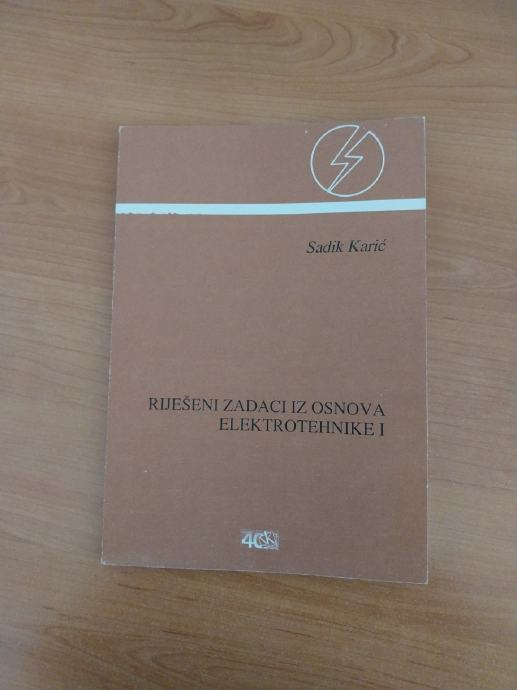 Sadik Karić
RIJEŠENI ZADACI IZ OSNOVA
ELEKTROTEHNIKE I